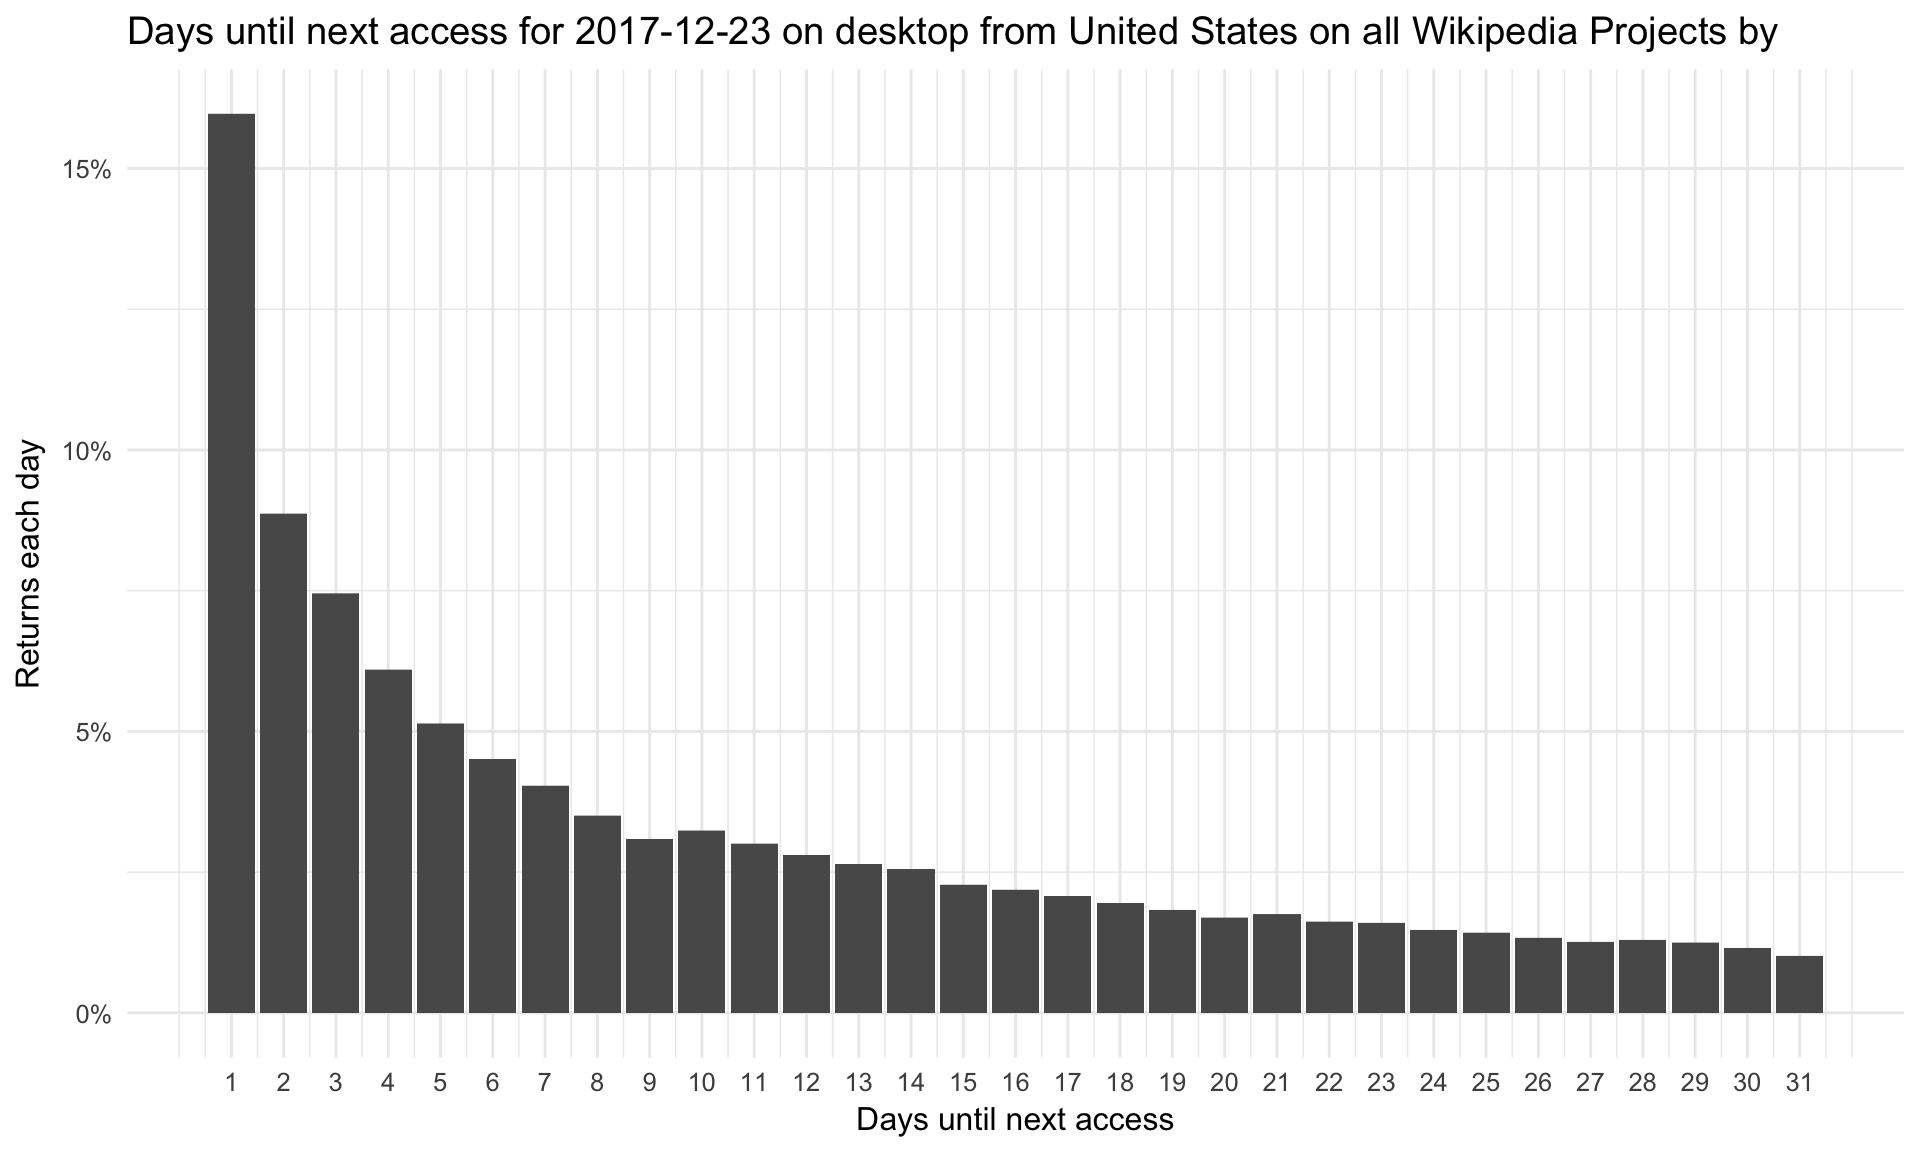 Days until next access for 2017-12-23 on desktop from United States on all Wikipedia Projects by
Returns each day
15%
10%
5%
0%
1 2 3 4 5 6 7 8 9 10 11 12 13 14 15 16 17 18 19 20 21 22 23 24 25 26 27 28 29 30 31
Days until next access